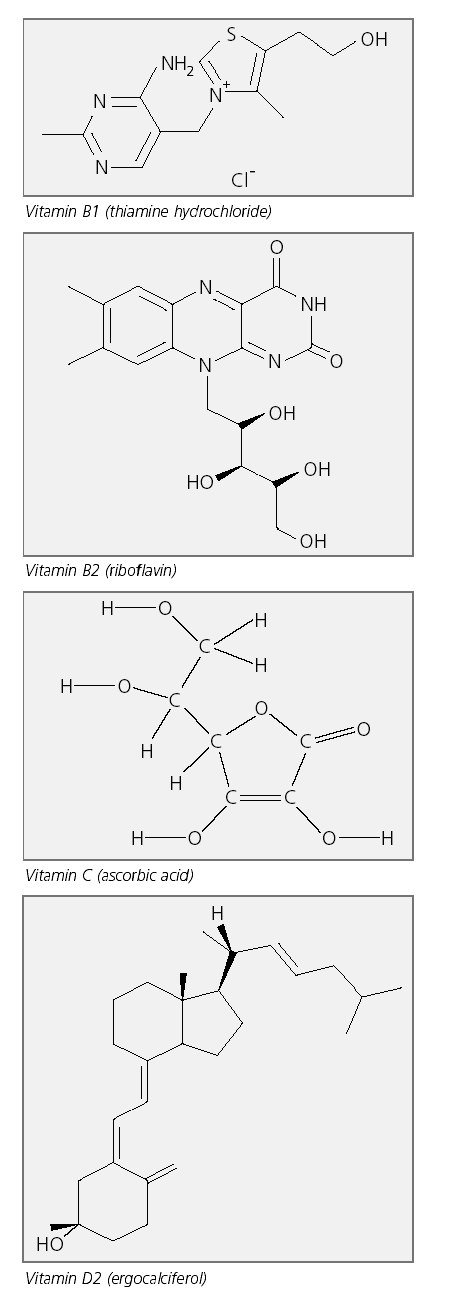 S
OH
NH2
N
N+
N
Cl-
Vitamin B1 (thiamine hydrochloride)
O
N
NH
N
N
O
OH
HO
OH
OH
Vitamin B2 (riboflavin)
H O
H
C
H
H O
C
O
H
C
C
O
H
C C
H O
O H
Vitamin C (ascorbic acid)
H
HO
Vitamin D2 (ergocalciferol)